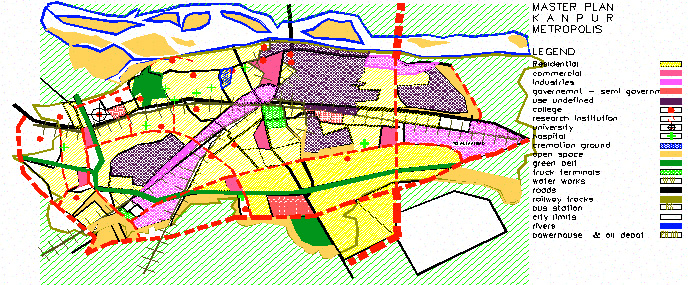 MASTER PLAN
KANPUR
METROPOLIS
LEGEND
Residential
commercial
industries
governemnt - semi governm
use undefined
college
research institution
university
hospital
cremation ground
open space
green belt
truck terminals
water works
roads
railway tracks
bus station
city limits
rivers
powerhouse & oil depot